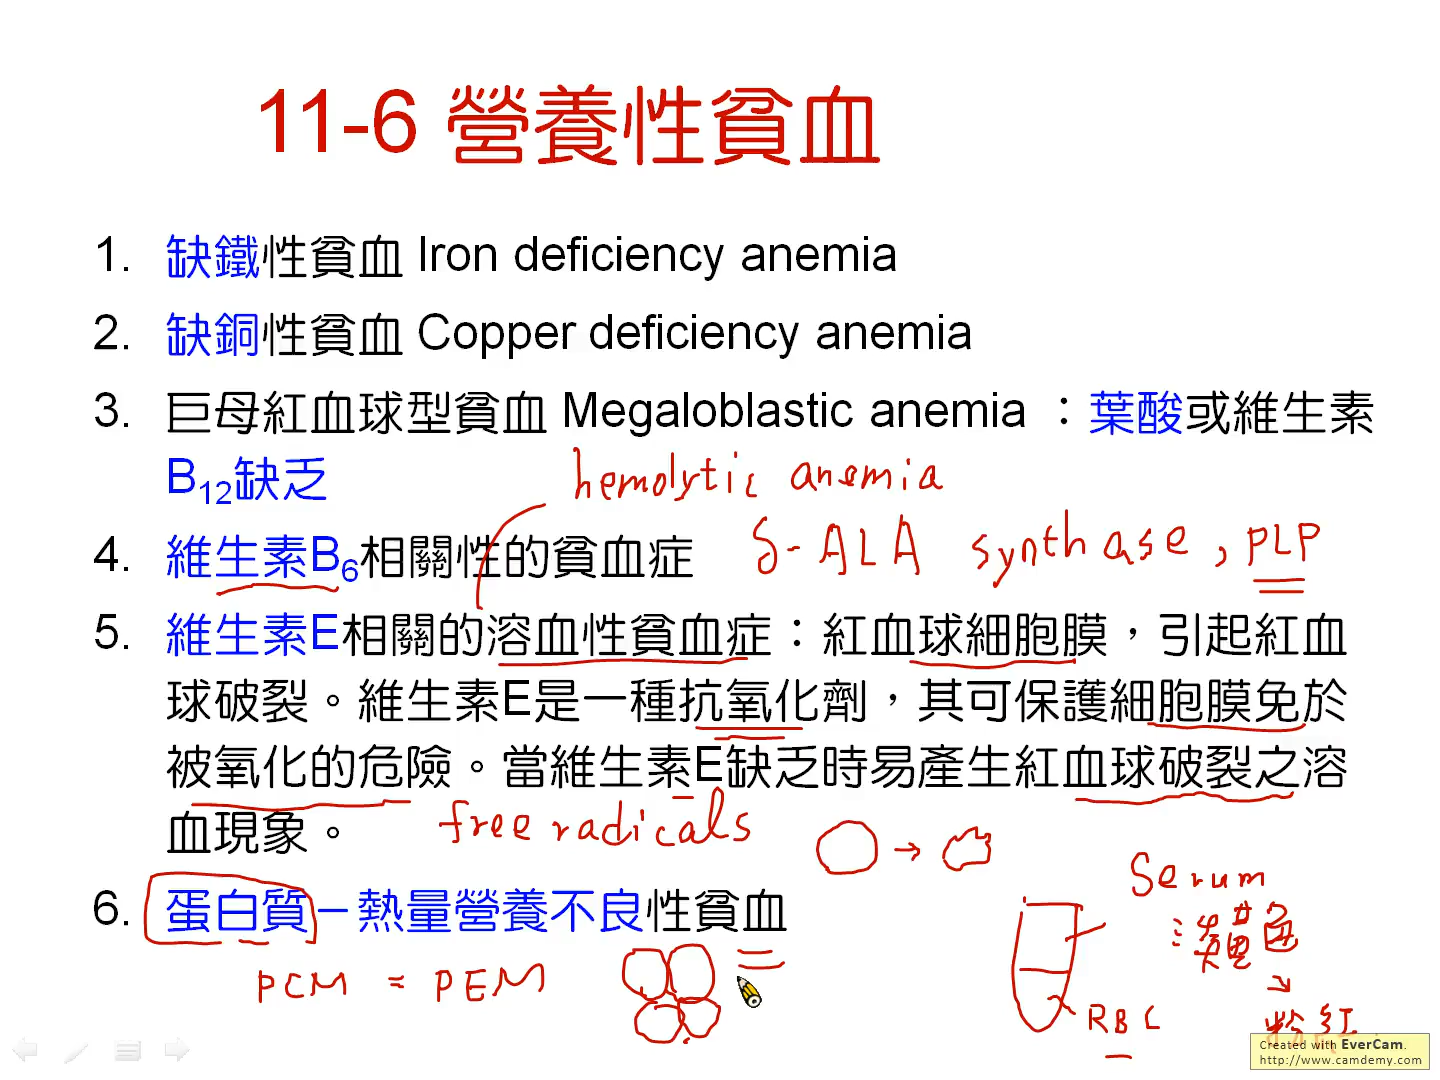 11-6 營養性貧血
1. 缺鐵性貧血 Iron deficiency anemia
2. 缺銅性貧血 Copper deficiency anemia
3. 巨母紅血球型貧血 Megaloblastic anemia ：葉酸或維生素
B12缺乏
hemolytic anemia
4. 維生素B6相關性的貧血症
δ-ALA synthase, PLP
5. 維生素E相關的溶血性貧血症：紅血球細胞膜，引起紅血
球破裂。維生素E是一種抗氧化劑，其可保護細胞膜免於
被氧化的危險。當維生素E缺乏時易產生紅血球破裂之溶
血現象。
free radicals
→
Serum
6. 蛋白質－熱量營養不良性貧血
PCM = PEM
RBC
粉紅
Created with EverCam.
http://www.camdemy.com